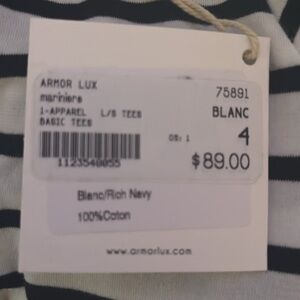 ARMOR LUX 75891
mariniere BLANC
1-APPAREL L/S TEES
BASIC TEES OS: 1 4
$89.00
1123540055
Blanc/Rich Navy
100%Coton
www.armorlux.com